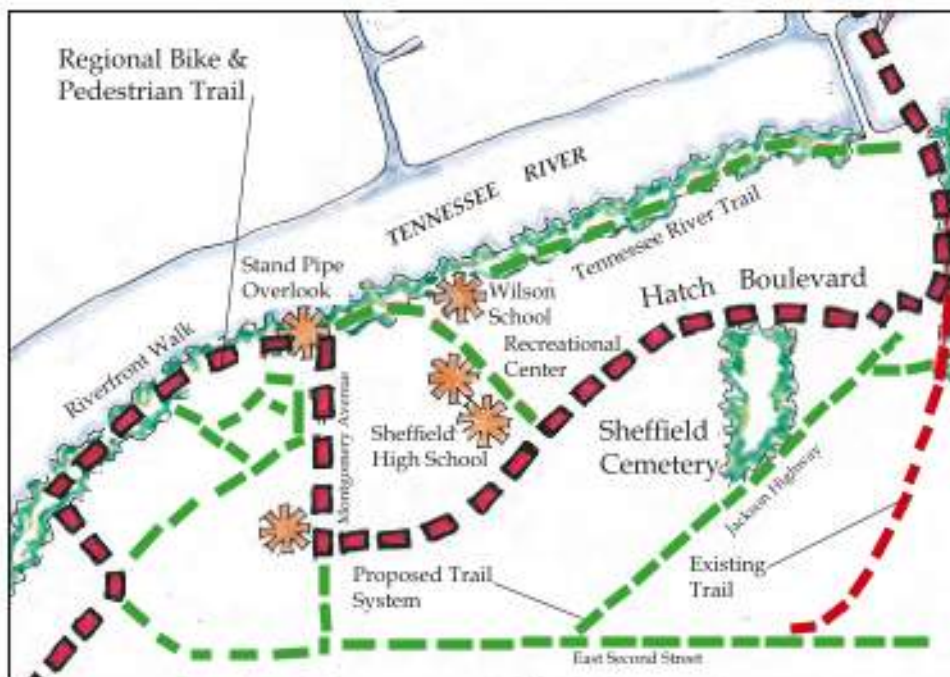 Regional Bike &
Pedestrian Trail
TENNESSEE RIVER
Tennessee River Trail
Stand Pipe
Overlook
Wilson
School
Hatch Boulevard
Riverfront Walk
Recreational
Center
Montgomery Avenue
Sheffield
High School
Sheffield
Cemetery
Jackson Highway
Proposed Trail
System
Existing
Trail
East Second Street